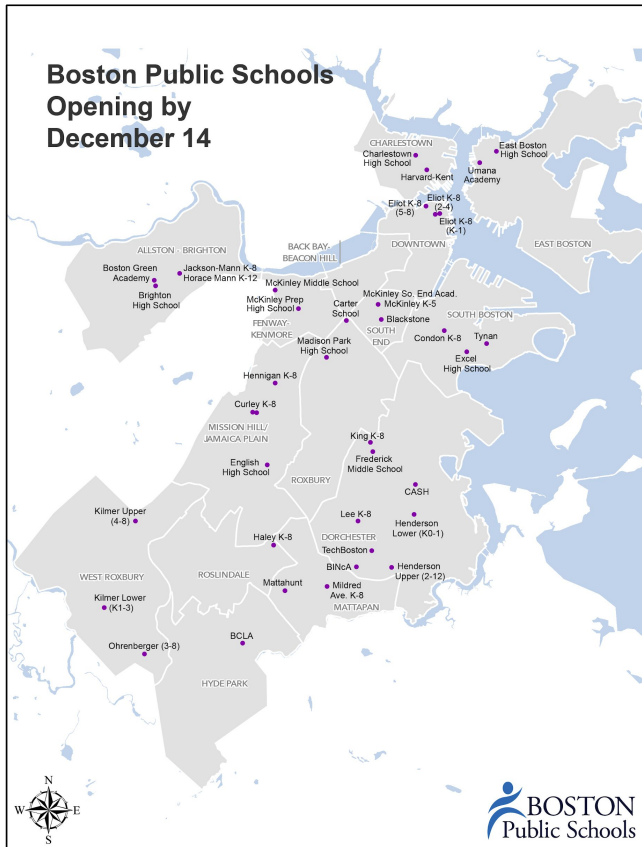 Boston Public Schools
Opening by
December 14
CHARLESTOWN
Charlestown
High School
Harvard-Kent
East Boston
High School
Umana
Academy
Eliot K-8
(5-8)
Eliot K-8
(2-4)
Eliot K-8
(K-1)
EAST BOSTON
DOWNTOWN
BACK BAY-
BEACON HILL
ALLSTON - BRIGHTON
Boston Green
Academy
Jackson-Mann K-8
Horace Mann K-12
Brighton
High School
McKinley Middle School
McKinley Prep
High School
FENWAY-
KENMORE
Carter
School
McKinley So. End Acad.
McKinley K-5
Blackstone
SOUTH
END
SOUTH BOSTON
Condon K-8
Tynan
Excel
High School
Madison Park
High School
Hennigan K-8
Curley K-8
MISSION HILL/
JAMAICA PLAIN
English
High School
ROXBURY
King K-8
Frederick
Middle School
CASH
Lee K-8
Henderson
Lower (K0-1)
DORCHESTER
TechBoston
BINcA
Henderson
Upper (2-12)
Kilmer Upper
(4-8)
Haley K-8
WEST ROXBURY
ROSLINDALE
Mattahunt
Mildred
Ave. K-8
MATTAPAN
Kilmer Lower
(K1-3)
Ohrenberger (3-8)
BCLA
HYDE PARK
N
W
E
S
BOSTON
Public Schools